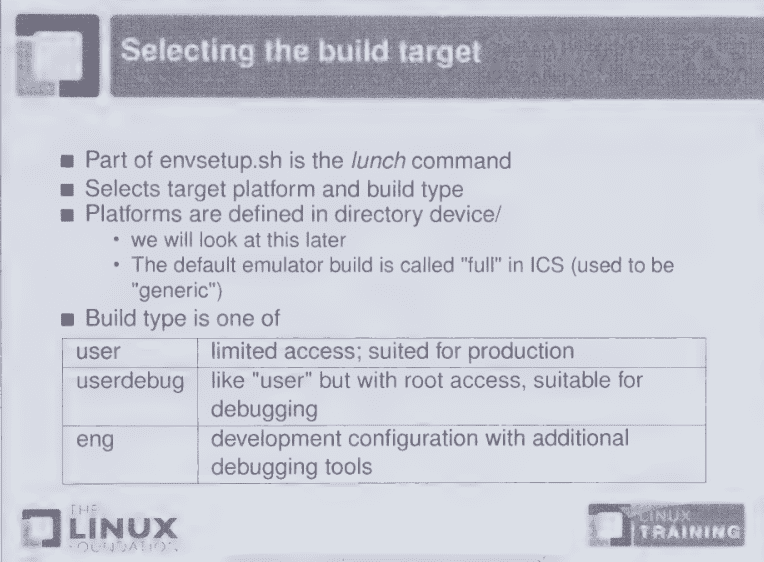 Selecting the build target
■ Part of envsetup.sh is the lunch command
■ Selects target platform and build type
■ Platforms are defined in directory device/
• we will look at this later
• The default emulator build is called "full" in ICS (used to be
"generic")
■ Build type is one of
user limited access; suited for production
userdebug like "user" but with root access, suitable for
debugging
eng development configuration with additional
debugging tools
THE
LINUX
FOUNDATION
LINUX
TRAINING